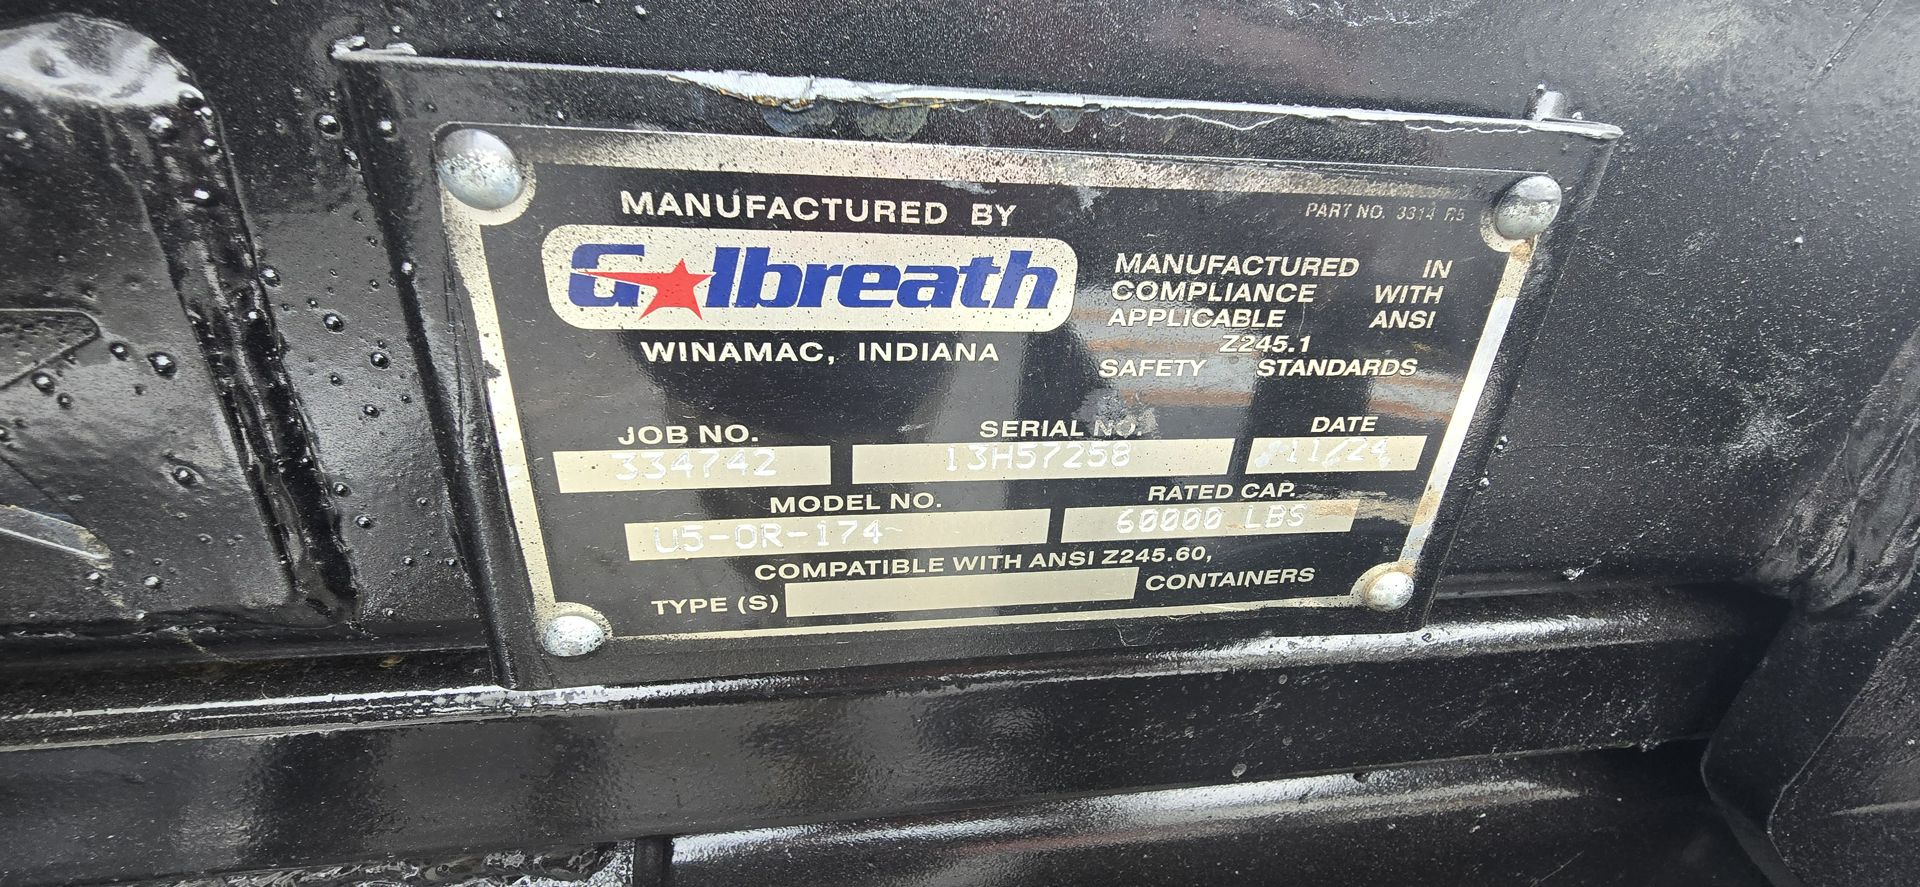 MANUFACTURED BY
PART NO. 3314 R5
Galbreath
WINAMAC, INDIANA
MANUFACTURED IN
COMPLIANCE WITH
APPLICABLE ANSI
Z245.1
SAFETY STANDARDS
JOB NO. SERIAL NO. DATE
334742 13H57258 11/24
MODEL NO. RATED CAP.
U5-OR-174 60000 LBS
COMPATIBLE WITH ANSI Z245.60,
TYPE (S) CONTAINERS